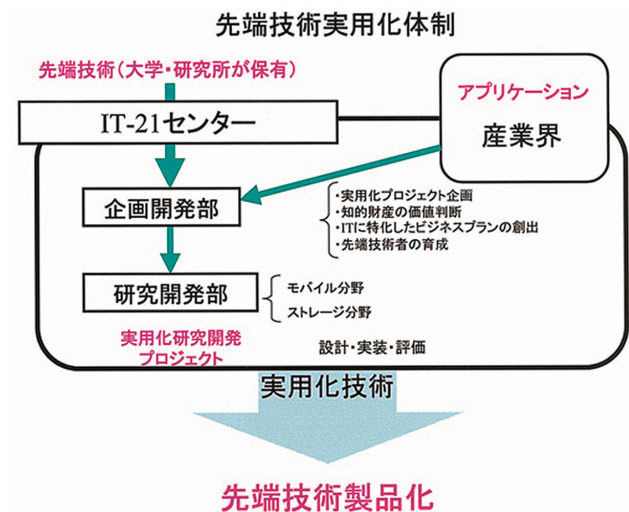 先端技術実用化体制
先端技術（大学・研究所が保有）
アプリケーション
産業界
IT-21センター
企画開発部
・実用化プロジェクト企画
・知的財産の価値判断
・ITに特化したビジネスプランの創出
・先端技術者の育成
研究開発部
モバイル分野
ストレージ分野
実用化研究開発
プロジェクト
設計・実装・評価
実用化技術
先端技術製品化